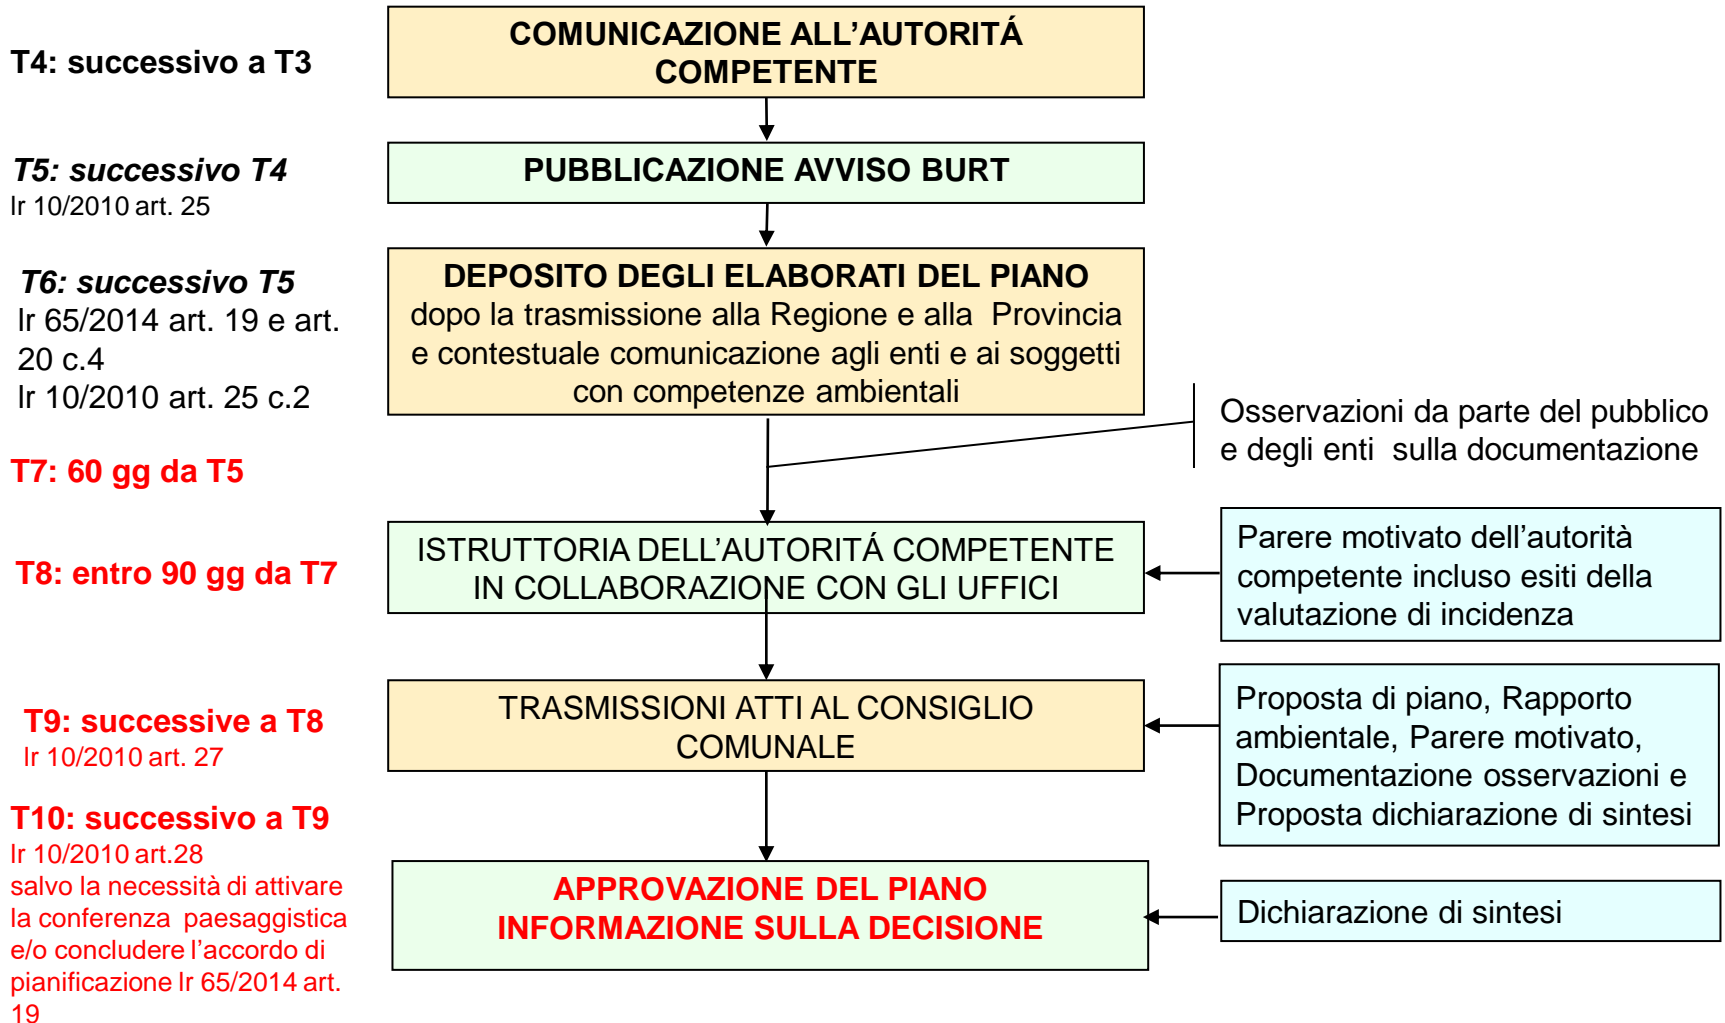 COMUNICAZIONE ALL'AUTORITÁ
COMPETENTE
T4: successivo a T3
PUBBLICAZIONE AVVISO BURT
T5: successivo T4
lr 10/2010 art. 25
DEPOSITO DEGLI ELABORATI DEL PIANO
dopo la trasmissione alla Regione e alla Provincia
e contestuale comunicazione agli enti e ai soggetti
con competenze ambientali
T6: successivo T5
lr 65/2014 art. 19 e art.
20 c.4
lr 10/2010 art. 25 c.2
Osservazioni da parte del pubblico
e degli enti sulla documentazione
T7: 60 gg da T5
ISTRUTTORIA DELL'AUTORITÁ COMPETENTE
IN COLLABORAZIONE CON GLI UFFICI
T8: entro 90 gg da T7
Parere motivato dell'autorità
competente incluso esiti della
valutazione di incidenza
TRASMISSIONI ATTI AL CONSIGLIO
COMUNALE
T9: successive a T8
lr 10/2010 art. 27
Proposta di piano, Rapporto
ambientale, Parere motivato,
Documentazione osservazioni e
Proposta dichiarazione di sintesi
T10: successivo a T9
lr 10/2010 art.28
salvo la necessità di attivare
la conferenza paesaggistica
e/o concludere l'accordo di
pianificazione lr 65/2014 art.
19
APPROVAZIONE DEL PIANO
INFORMAZIONE SULLA DECISIONE
Dichiarazione di sintesi